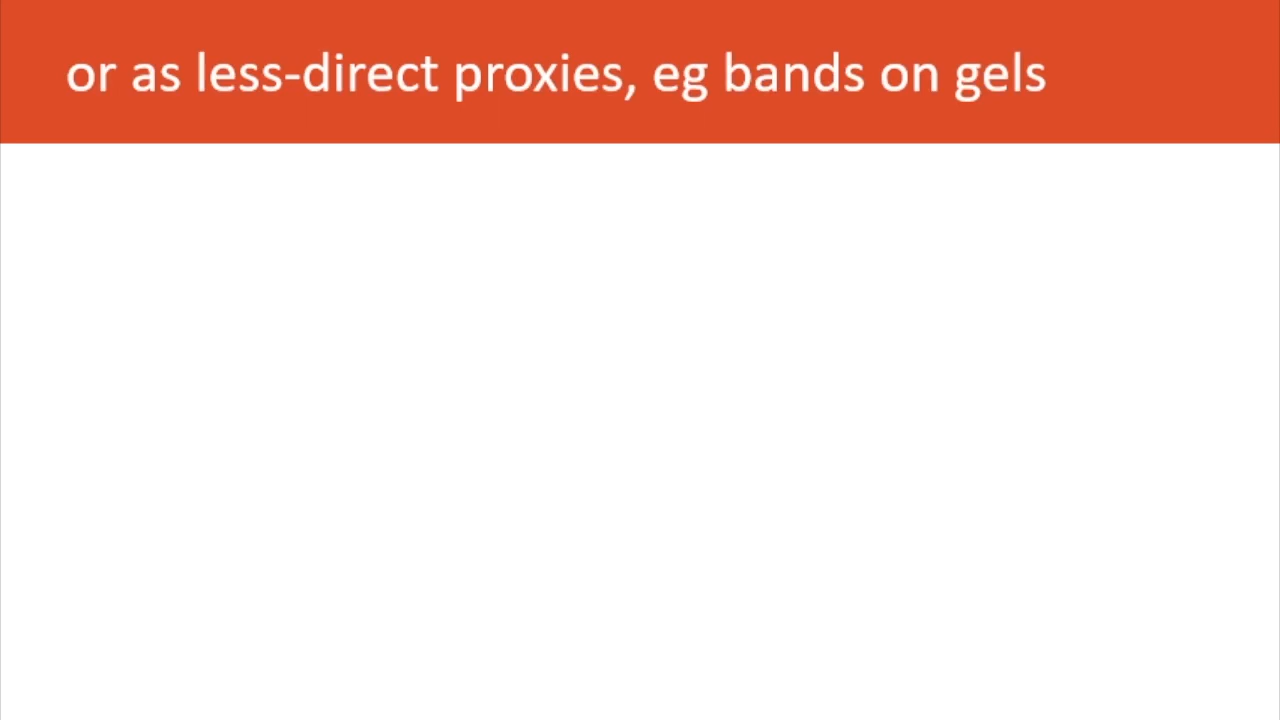 or as less-direct proxies, eg bands on gels